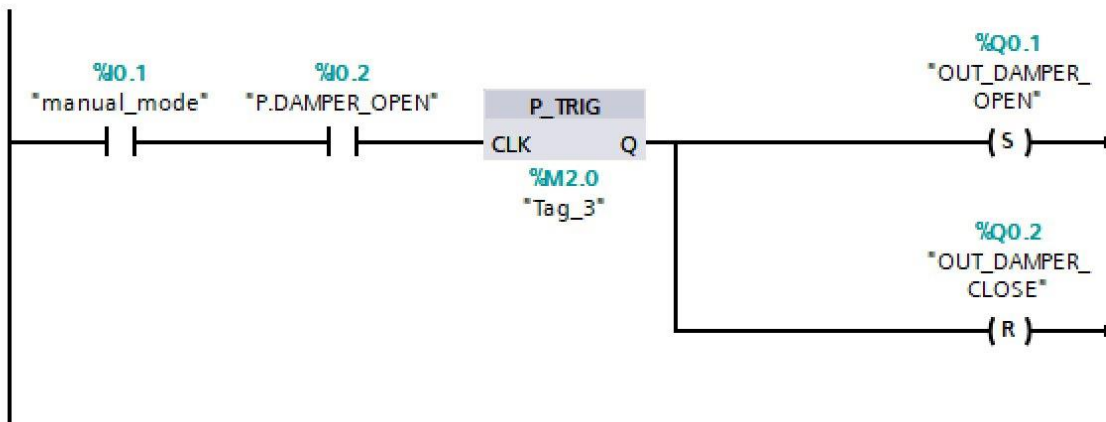 %I0.1
"manual_mode"
%I0.2
"P.DAMPER_OPEN"
P_TRIG
CLK Q
%M2.0
"Tag_3"
%Q0.1
"OUT_DAMPER_
OPEN"
S
%Q0.2
"OUT_DAMPER_
CLOSE"
R